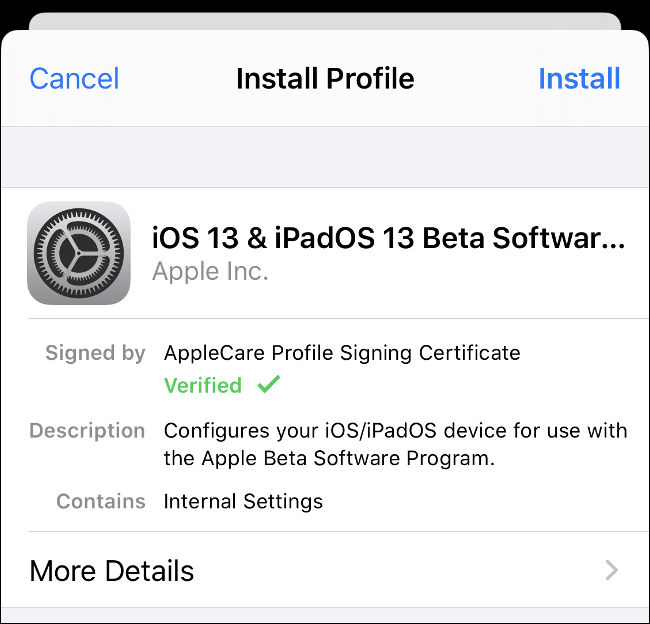 Cancel Install Profile Install
iOS 13 & iPadOS 13 Beta Softwar...
Apple Inc.
Signed by AppleCare Profile Signing Certificate
Verified ✓
Description Configures your iOS/iPadOS device for use with
the Apple Beta Software Program.
Contains Internal Settings
More Details